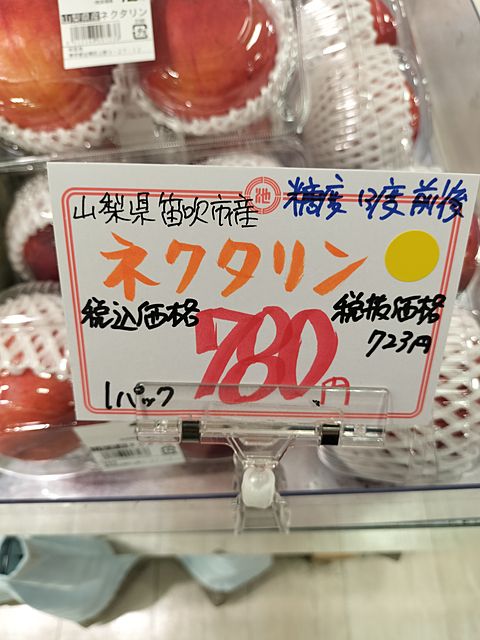 山梨県産ネクタリン
山梨県笛吹市産
池
糖度13度前後
ネクタリン
税込価格
780円
税抜価格
723円
1パック